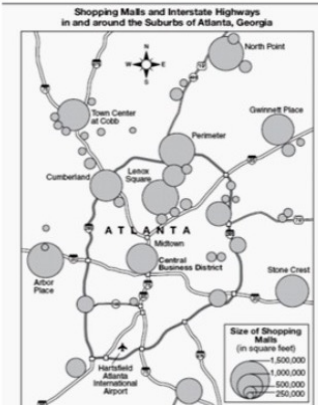 Shopping Malls and Interstate Highways
in and around the Suburbs of Atlanta, Georgia
N
W
E
S
North Point
Town Center
at Cobb
Gwinnett Place
Perimeter
Lenox
Square
Cumberland
ATLANTA
Midtown
Central
Business District
Arbor
Place
Stone Crest
Hartsfield
Atlanta
International
Airport
Size of Shopping
Malls
(in square feet)
1,500,000
1,000,000
500,000
250,000